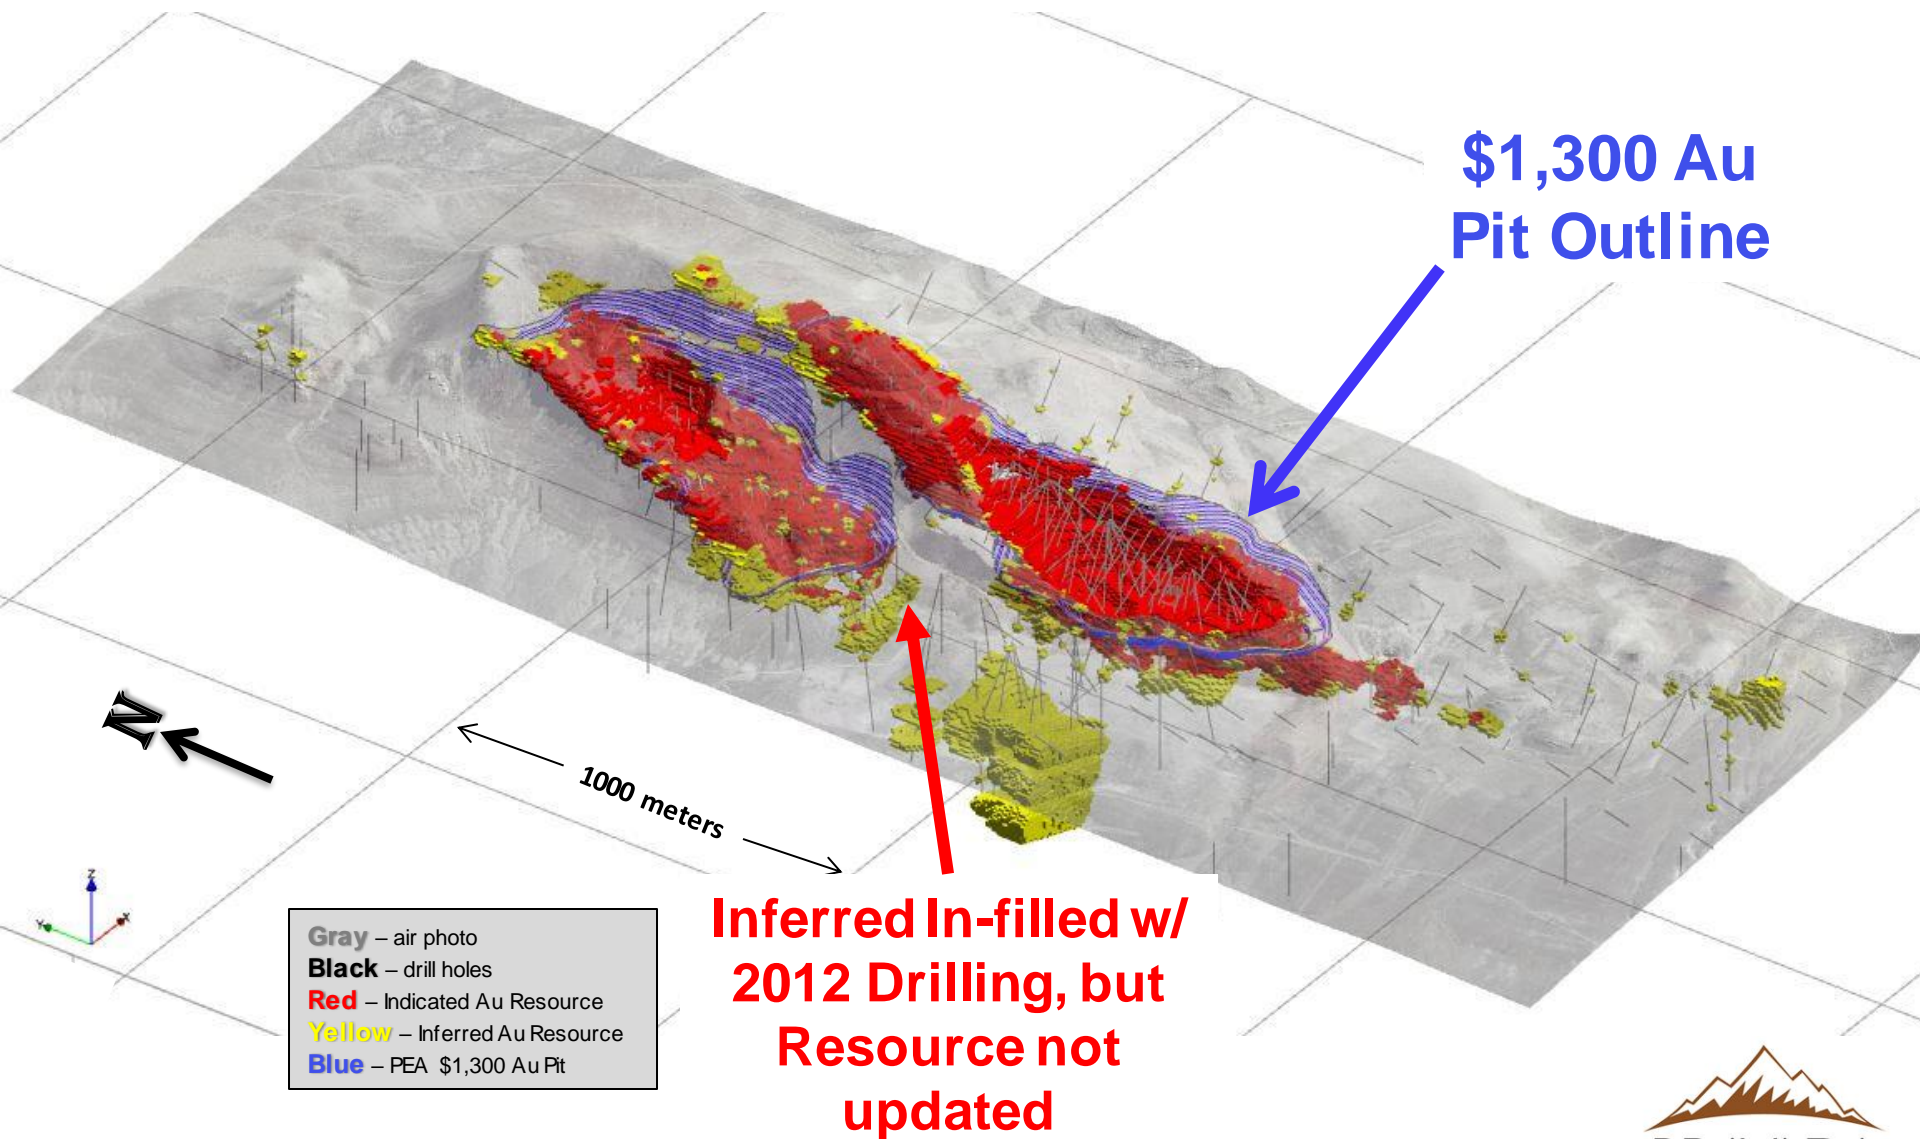 $1,300 Au
Pit Outline
N
1000 meters
Z
Y
X
Gray – air photo
Black – drill holes
Red – Indicated Au Resource
Yellow – Inferred Au Resource
Blue – PEA $1,300 Au Pit
Inferred In-filled w/
2012 Drilling, but
Resource not
updated